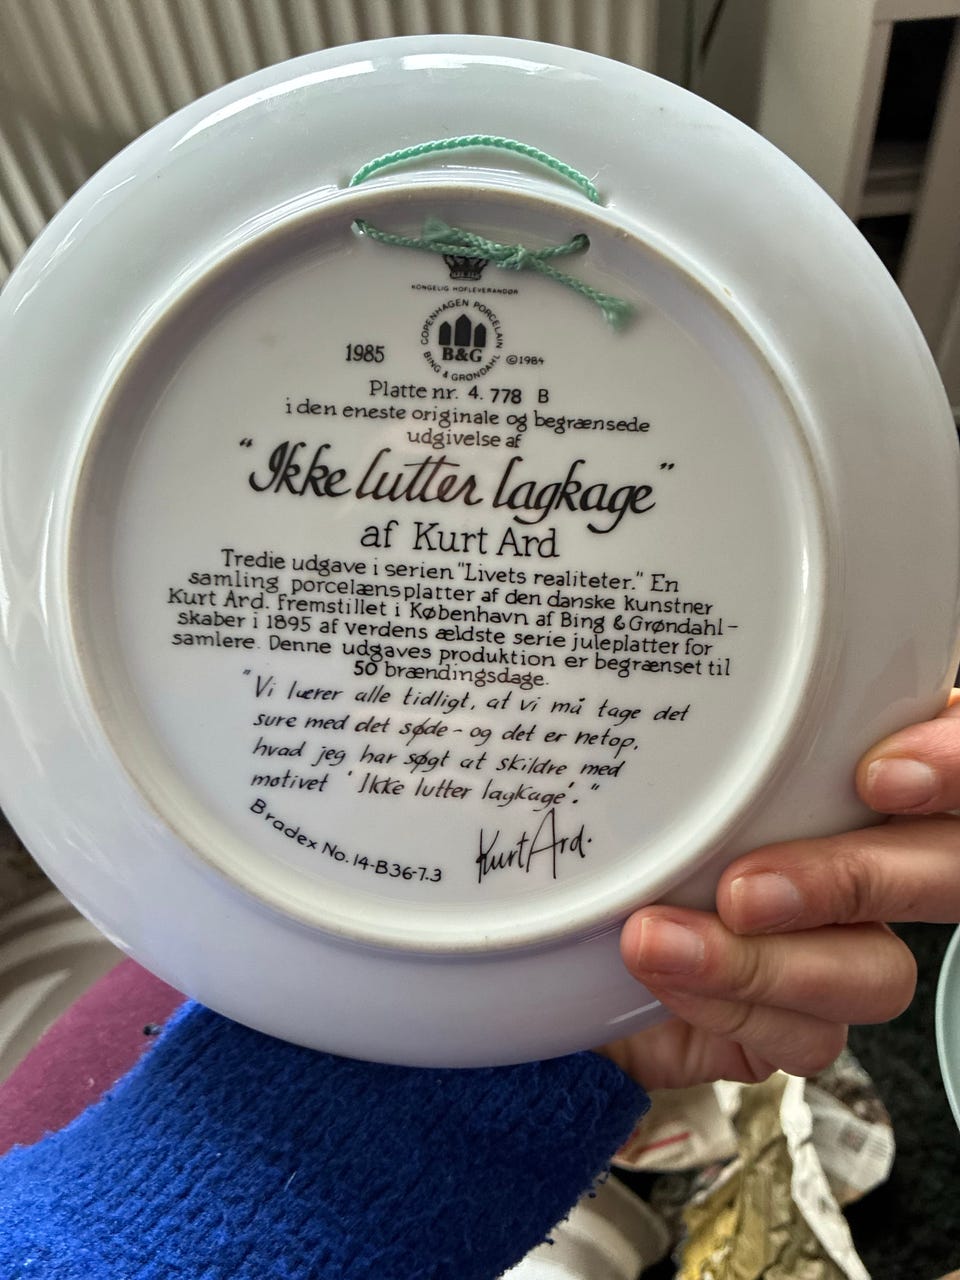 KONGELIG HOFLEVERANDØR
COPENHAGEN PORCELAIN
B&G
BING & GRØNDAHL
1985
©1984
Platte nr. 4.778 B
i den eneste originale og begrænsede
udgivelse af
"Ikke lutter lagkage"
af Kurt Ard
Tredie udgave i serien "Livets realiteter." En
samling porcelænsplatter af den danske kunstner
Kurt Ard. Fremstillet i København af Bing & Grøndahl–
skaber i 1895 af verdens ældste serie juleplatter for
samlere. Denne udgaves produktion er begrænset til
50 brændingsdage.
"Vi lærer alle tidligt, at vi må tage det
sure med det søde – og det er netop,
hvad jeg har søgt at skildre med
motivet 'Ikke lutter lagkage'."
Kurt Ard.
Bradex No. 14-B36-7.3